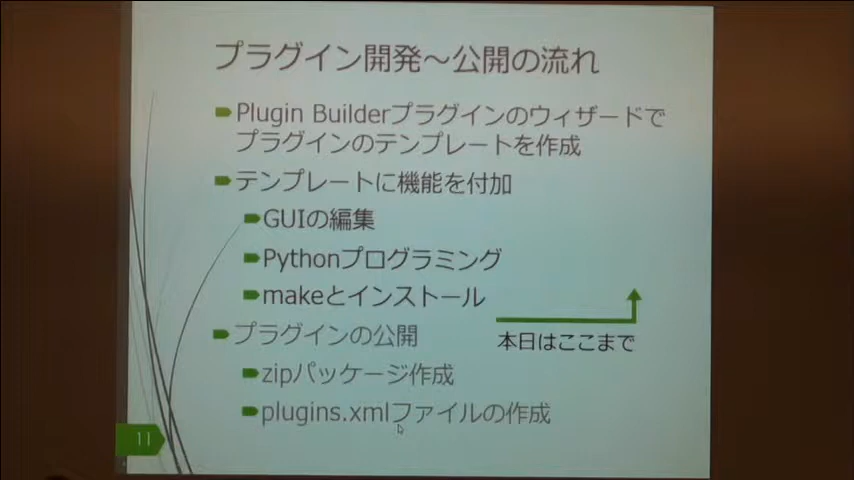 プラグイン開発～公開の流れ
Plugin Builderプラグインのウィザードで
プラグインのテンプレートを作成
テンプレートに機能を付加
GUIの編集
Pythonプログラミング
makeとインストール
本日はここまで
プラグインの公開
zipパッケージ作成
plugins.xmlファイルの作成
11